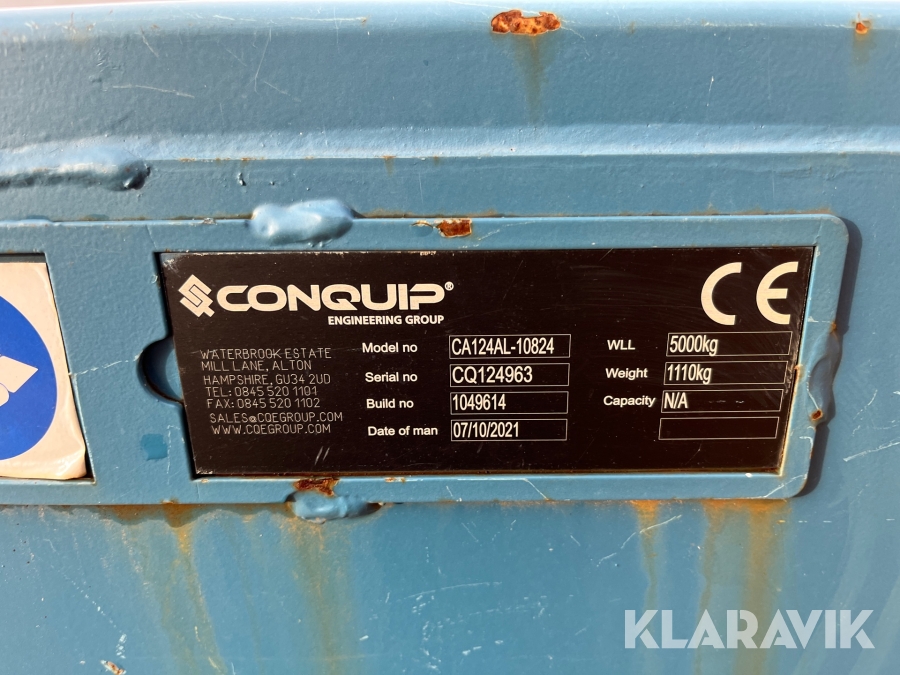 CONQUIP®
ENGINEERING GROUP
WATERBROOK ESTATE
MILL LANE, ALTON
HAMPSHIRE, GU34 2UD
TEL: 0845 520 1101
FAX: 0845 520 1102
SALES@CQEGROUP.COM
WWW.CQEGROUP.COM
Model no CA124AL-10824
Serial no CQ124963
Build no 1049614
Date of man 07/10/2021
CE
WLL 5000kg
Weight 1110kg
Capacity N/A
KLARAVIK